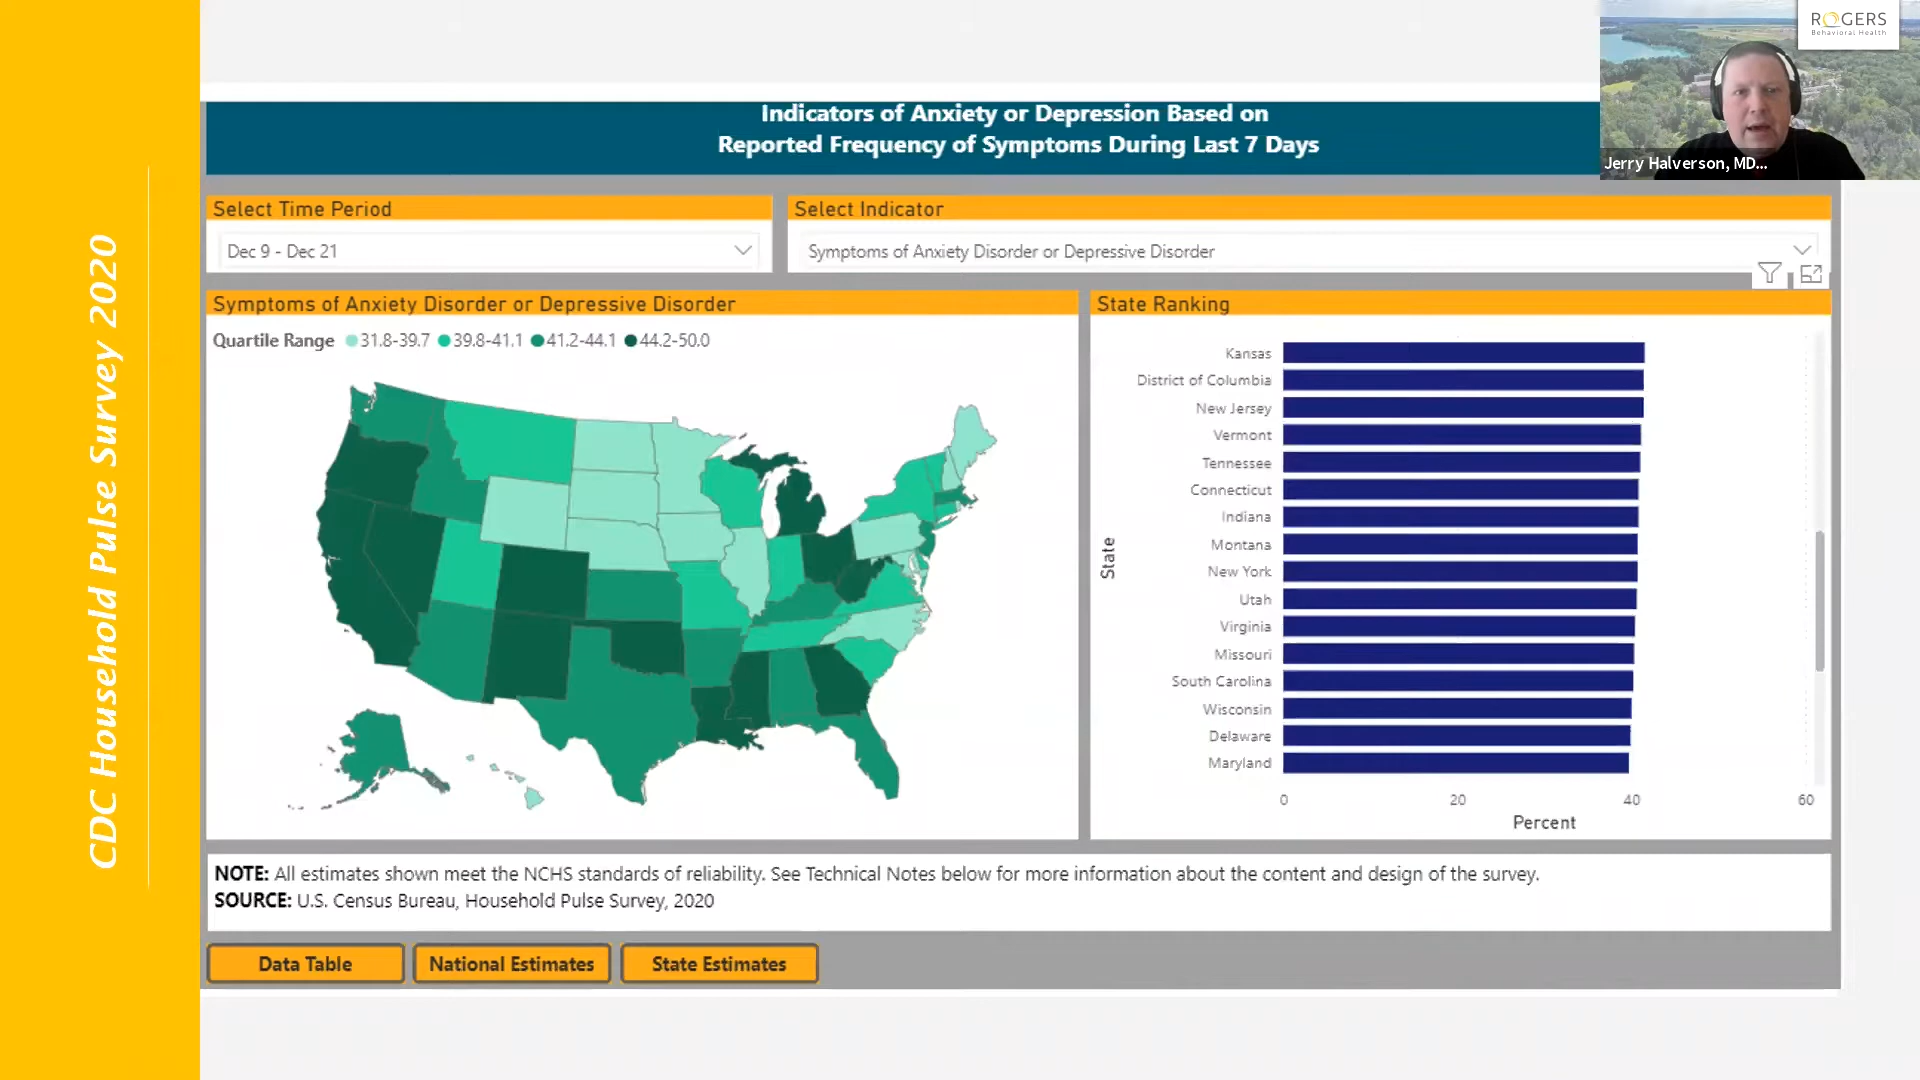 CDC Household Pulse Survey 2020
Indicators of Anxiety or Depression Based on
Reported Frequency of Symptoms During Last 7 Days
ROGERS
Behavioral Health
Jerry Halverson, MD...
Select Time Period
Dec 9 - Dec 21
Select Indicator
Symptoms of Anxiety Disorder or Depressive Disorder
Symptoms of Anxiety Disorder or Depressive Disorder
Quartile Range 31.8-39.7 39.8-41.1 41.2-44.1 44.2-50.0
State Ranking
State
Kansas
District of Columbia
New Jersey
Vermont
Tennessee
Connecticut
Indiana
Montana
New York
Utah
Virginia
Missouri
South Carolina
Wisconsin
Delaware
Maryland
0 20 40 60
Percent
NOTE: All estimates shown meet the NCHS standards of reliability. See Technical Notes below for more information about the content and design of the survey.
SOURCE: U.S. Census Bureau, Household Pulse Survey, 2020
Data Table
National Estimates
State Estimates